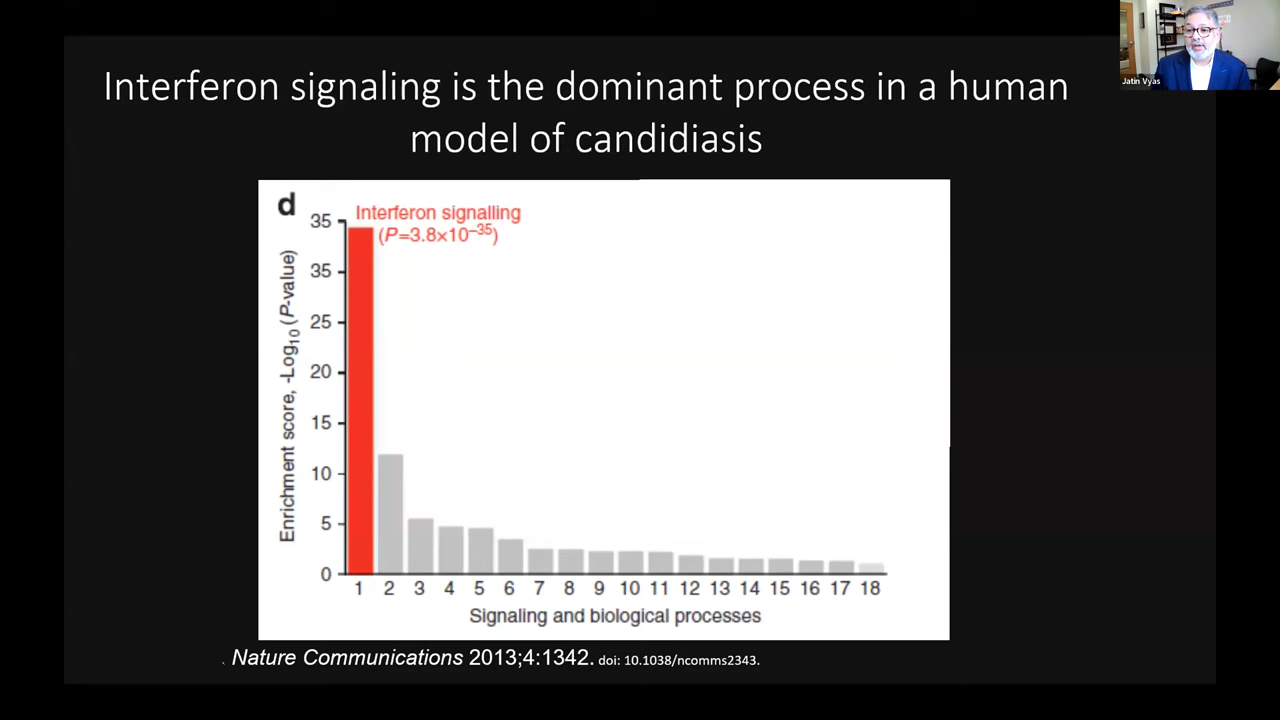 Jatin Vyas
Interferon signaling is the dominant process in a human
model of candidiasis
d
Interferon signalling
(P=3.8×10⁻³⁵)
Enrichment score, -Log₁₀ (P-value)
35
35
25
20
15
10
5
0
1 2 3 4 5 6 7 8 9 10 11 12 13 14 15 16 17 18
Signaling and biological processes
. Nature Communications 2013;4:1342. doi: 10.1038/ncomms2343.